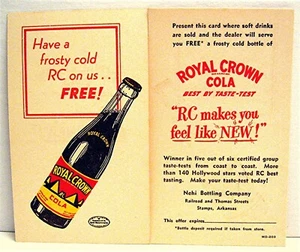 Have a
frosty cold
RC on us..
FREE!
ROYAL CROWN
COLA
Present this card where soft drinks
are sold and the dealer will serve
you FREE* a frosty cold bottle of
ROYAL CROWN
COLA
BEST BY TASTE-TEST
"RC makes you
feel like NEW!"
Winner in five out of six certified group
taste-tests from coast to coast. More
than 140 Hollywood stars voted RC best
tasting. Make your taste-test today!
Nehi Bottling Company
Railroad and Thomas Streets
Stamps, Arkansas
This offer expires
*Bottle deposit required if taken from store.